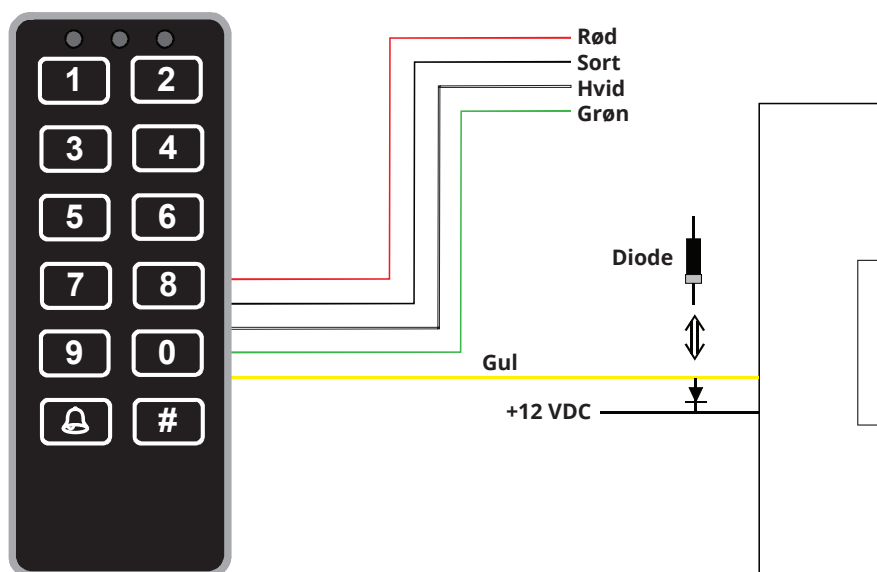 Rød
Sort
Hvid
Grøn
1 2
3 4
5 6
7 8
9 0
#
Diode
Gul
+12 VDC